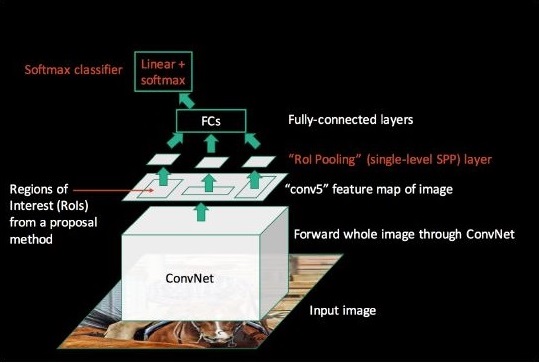 Softmax classifier
Linear +
softmax
FCs
Fully-connected layers
"RoI Pooling" (single-level SPP) layer
Regions of
Interest (RoIs)
from a proposal
method
"conv5" feature map of image
Forward whole image through ConvNet
ConvNet
Input image